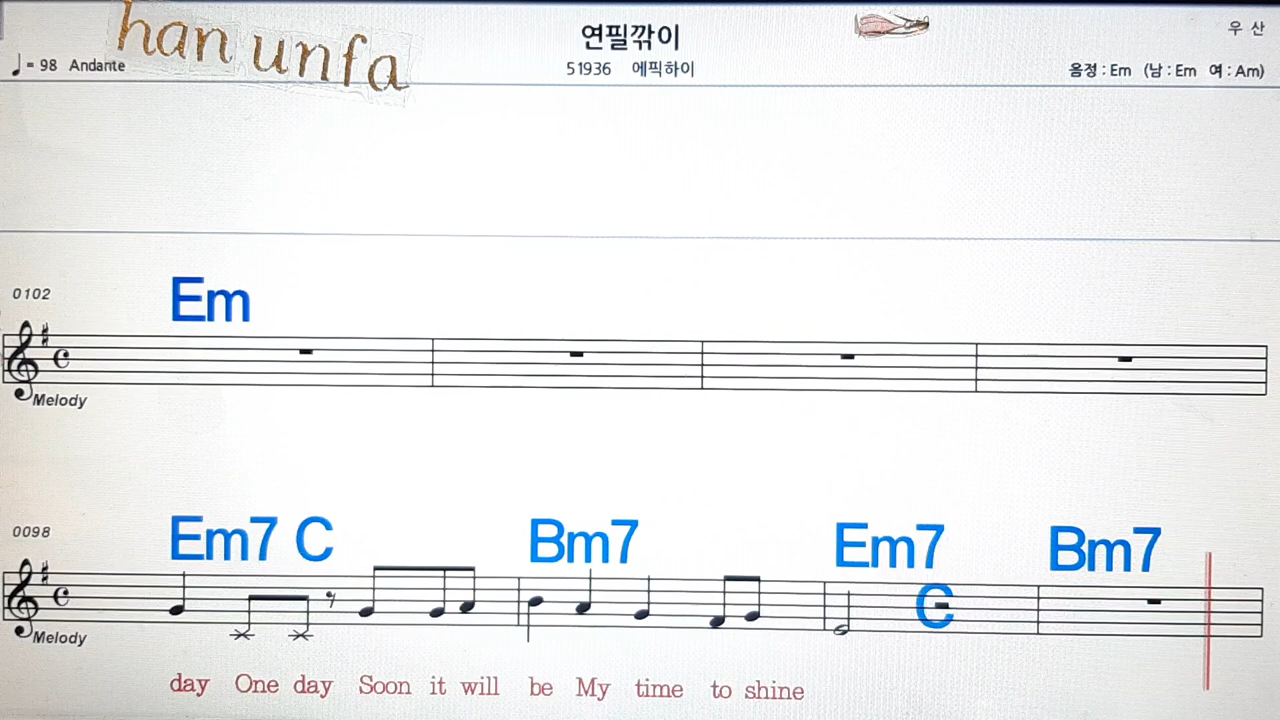 han unfa
연필깎이
우 산
♩= 98 Andante
51936 에픽하이
음정 : Em (남 : Em 여 : Am)
0102
Em
Melody
0098
Em7 C Bm7 Em7 C Bm7
Melody
day One day Soon it will be My time to shine